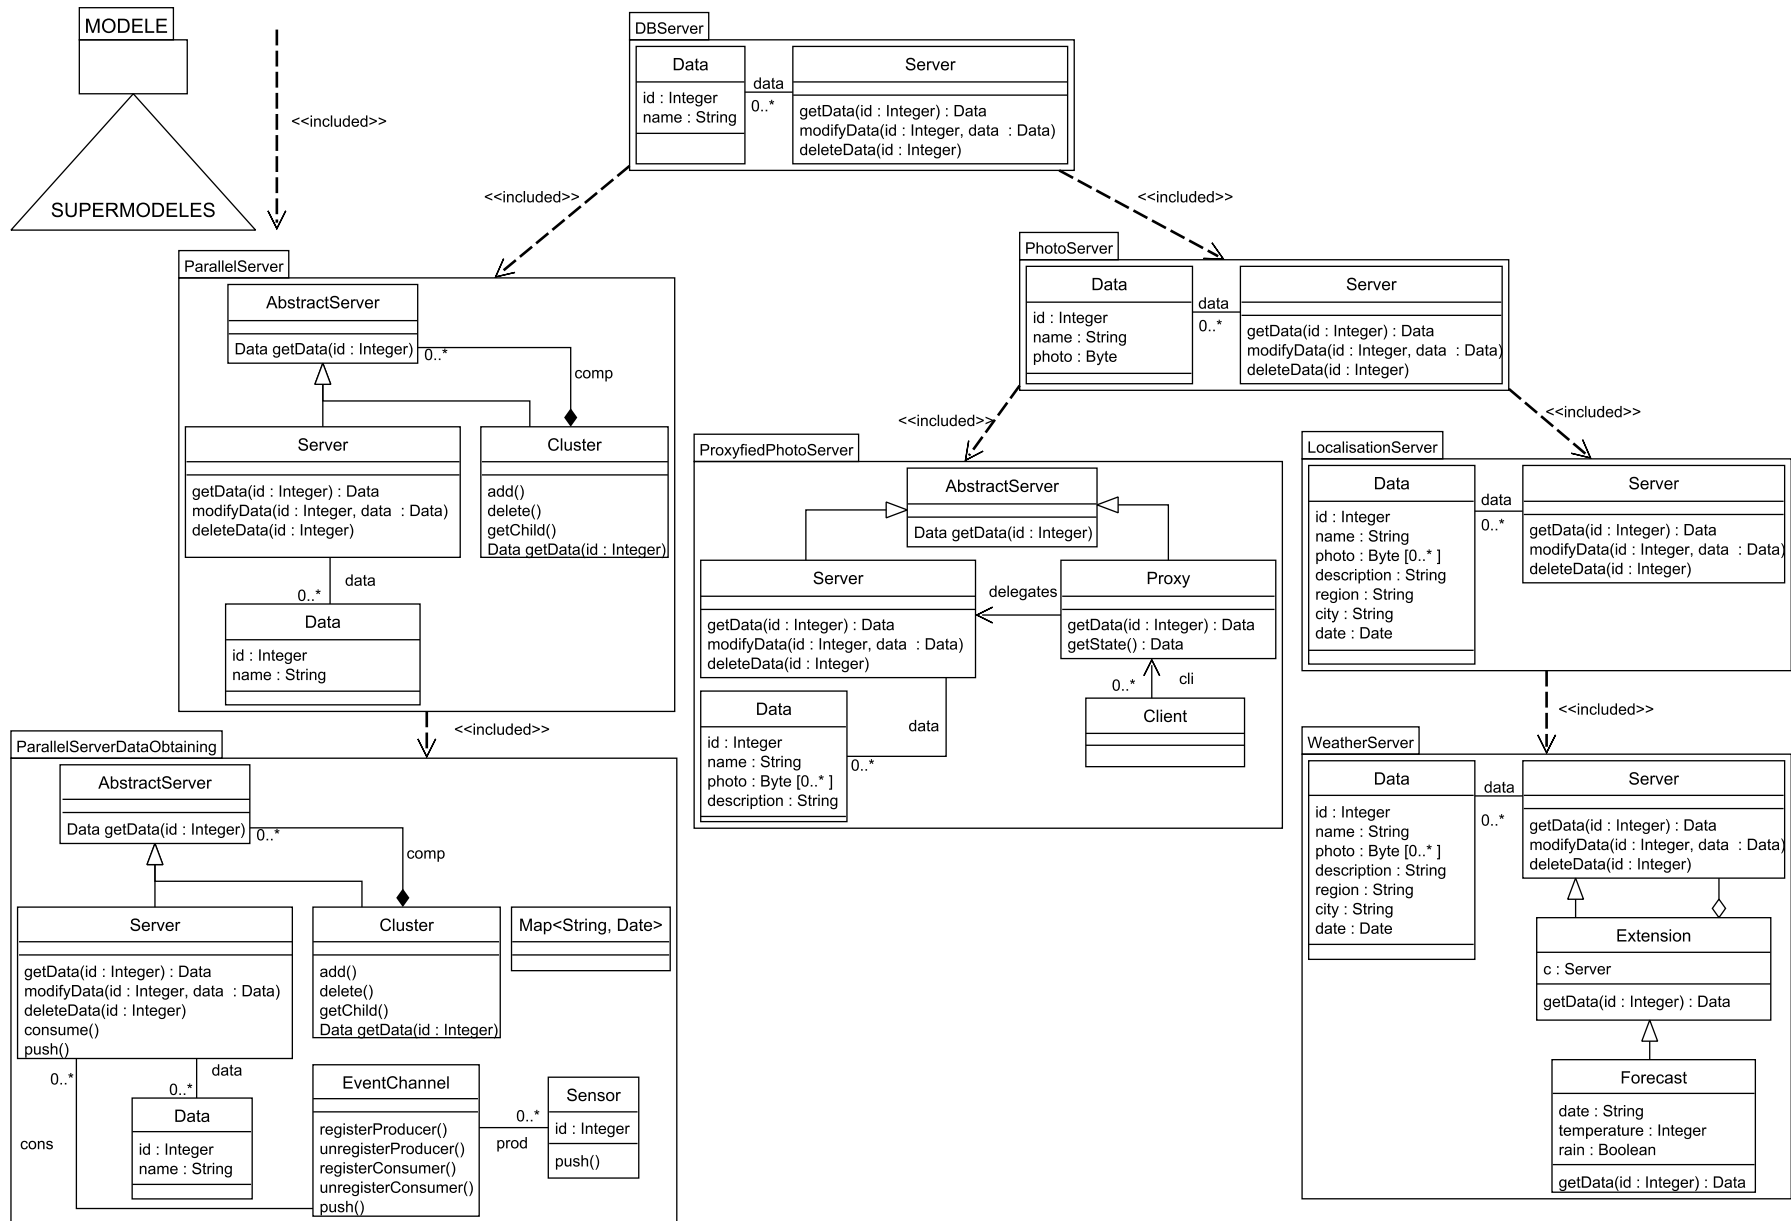 MODELE
SUPERMODELES
<<included>>
DBServer
Data
id : Integer
name : String
data
0..*
Server
getData(id : Integer) : Data
modifyData(id : Integer, data : Data)
deleteData(id : Integer)
<<included>>
<<included>>
ParallelServer
AbstractServer
Data getData(id : Integer)
0..*
comp
Server
getData(id : Integer) : Data
modifyData(id : Integer, data : Data)
deleteData(id : Integer)
Cluster
add()
delete()
getChild()
Data getData(id : Integer)
data
0..*
Data
id : Integer
name : String
<<included>>
PhotoServer
Data
id : Integer
name : String
photo : Byte
data
0..*
Server
getData(id : Integer) : Data
modifyData(id : Integer, data : Data)
deleteData(id : Integer)
<<included>>
<<included>>
ProxyfiedPhotoServer
AbstractServer
Data getData(id : Integer)
Server
getData(id : Integer) : Data
modifyData(id : Integer, data : Data)
deleteData(id : Integer)
delegates
Proxy
getData(id : Integer) : Data
getState() : Data
0..*
cli
Client
Data
id : Integer
name : String
photo : Byte [0..* ]
description : String
data
0..*
LocalisationServer
Data
id : Integer
name : String
photo : Byte [0..* ]
description : String
region : String
city : String
date : Date
data
0..*
Server
getData(id : Integer) : Data
modifyData(id : Integer, data : Data)
deleteData(id : Integer)
<<included>>
WeatherServer
Data
id : Integer
name : String
photo : Byte [0..* ]
description : String
region : String
city : String
date : Date
data
0..*
Server
getData(id : Integer) : Data
modifyData(id : Integer, data : Data)
deleteData(id : Integer)
Extension
c : Server
getData(id : Integer) : Data
Forecast
date : String
temperature : Integer
rain : Boolean
getData(id : Integer) : Data
ParallelServerDataObtaining
AbstractServer
Data getData(id : Integer)
0..*
comp
Server
getData(id : Integer) : Data
modifyData(id : Integer, data : Data)
deleteData(id : Integer)
consume()
push()
Cluster
add()
delete()
getChild()
Data getData(id : Integer)
Map<String, Date>
0..*
data
0..*
cons
Data
id : Integer
name : String
EventChannel
registerProducer()
unregisterProducer()
registerConsumer()
unregisterConsumer()
push()
0..*
prod
Sensor
id : Integer
push()